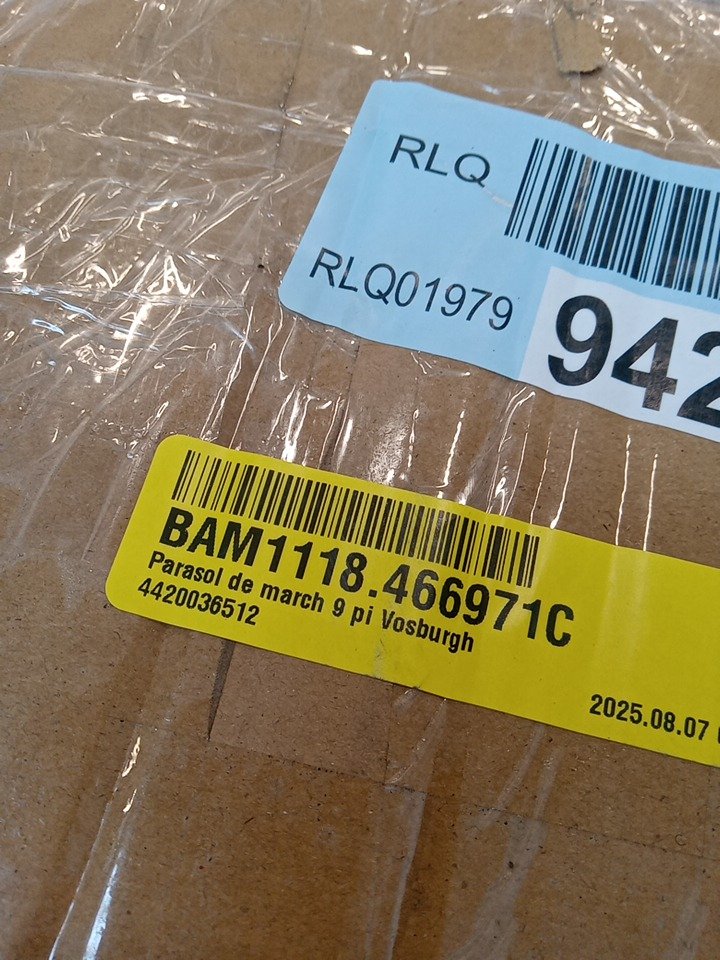 RLQ
RLQ01979
942
BAM1118.466971C
Parasol de march 9 pi Vosburgh
4420036512
2025.08.07